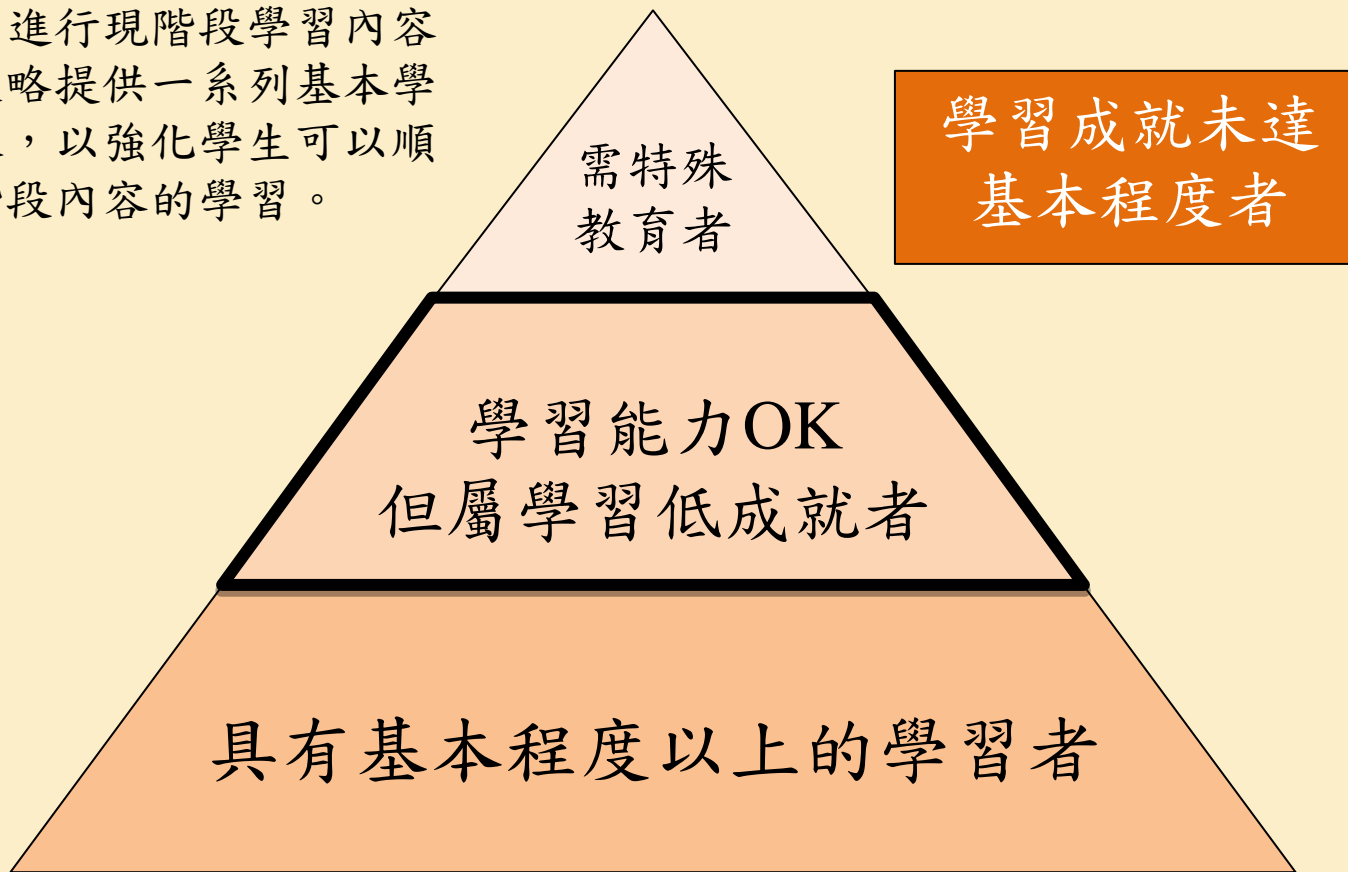 進行現階段學習內容
略提供一系列基本學
，以強化學生可以順
段內容的學習。
學習成就未達
基本程度者
需特殊
教育者
學習能力OK
但屬學習低成就者
具有基本程度以上的學習者